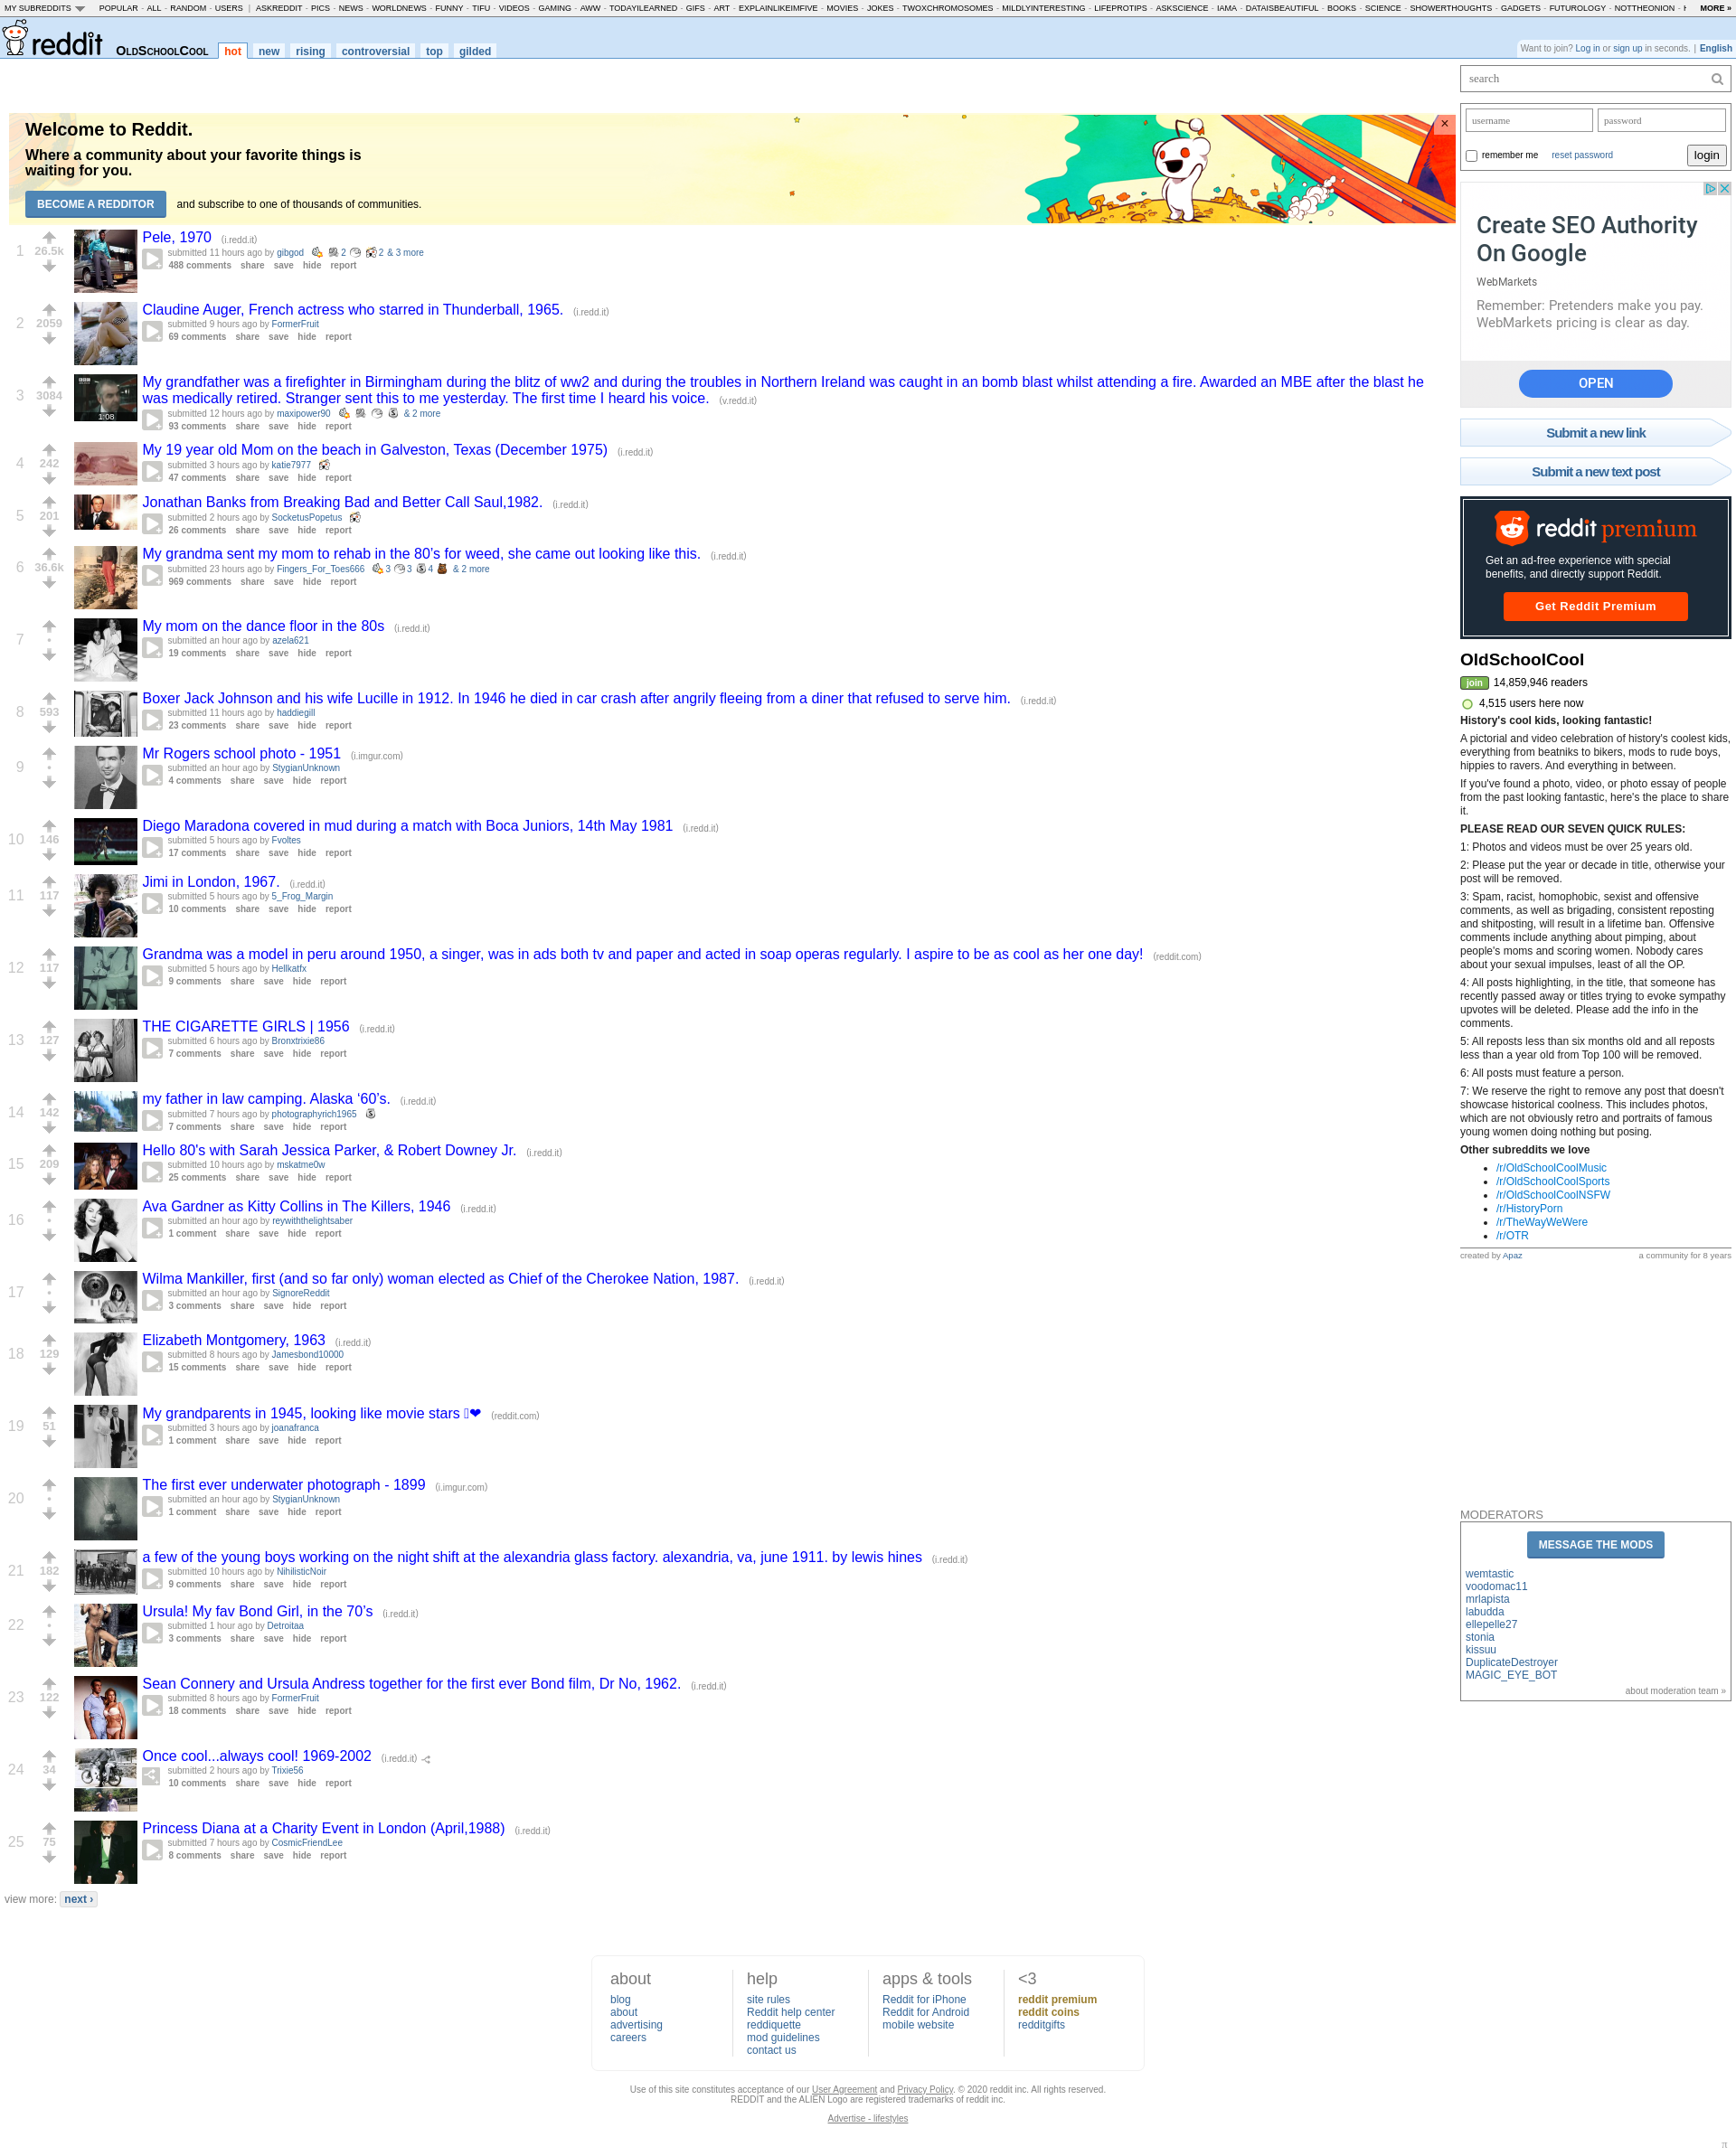 MY SUBREDDITS POPULAR - ALL - RANDOM - USERS | ASKREDDIT - PICS - NEWS - WORLDNEWS - FUNNY - TIFU - VIDEOS - GAMING - AWW - TODAYILEARNED - GIFS - ART - EXPLAINLIKEIMFIVE - MOVIES - JOKES - TWOXCHROMOSOMES - MILDLYINTERESTING - LIFEPROTIPS - ASKSCIENCE - IAMA - DATAISBEAUTIFUL - BOOKS - SCIENCE - SHOWERTHOUGHTS - GADGETS - FUTUROLOGY - NOTTHEONION - MORE »
reddit OLDSCHOOLCOOL hot new rising controversial top gilded
Want to join? Log in or sign up in seconds. | English
Welcome to Reddit.
Where a community about your favorite things is
waiting for you.
BECOME A REDDITOR and subscribe to one of thousands of communities.
1 26.5k Pele, 1970 (i.redd.it)
submitted 11 hours ago by gibgod 2 2 & 3 more
488 comments share save hide report
2 2059 Claudine Auger, French actress who starred in Thunderball, 1965. (i.redd.it)
submitted 9 hours ago by FormerFruit
69 comments share save hide report
3 3084 My grandfather was a firefighter in Birmingham during the blitz of ww2 and during the troubles in Northern Ireland was caught in an bomb blast whilst attending a fire. Awarded an MBE after the blast he
was medically retired. Stranger sent this to me yesterday. The first time I heard his voice. (v.redd.it)
1:08
submitted 12 hours ago by maxipower90 & 2 more
93 comments share save hide report
4 242 My 19 year old Mom on the beach in Galveston, Texas (December 1975) (i.redd.it)
submitted 3 hours ago by katie7977
47 comments share save hide report
5 201 Jonathan Banks from Breaking Bad and Better Call Saul,1982. (i.redd.it)
submitted 2 hours ago by SocketusPopetus
26 comments share save hide report
6 36.6k My grandma sent my mom to rehab in the 80's for weed, she came out looking like this. (i.redd.it)
submitted 23 hours ago by Fingers_For_Toes666 3 3 4 & 2 more
969 comments share save hide report
7 • My mom on the dance floor in the 80s (i.redd.it)
submitted an hour ago by azela621
19 comments share save hide report
8 593 Boxer Jack Johnson and his wife Lucille in 1912. In 1946 he died in car crash after angrily fleeing from a diner that refused to serve him. (i.redd.it)
submitted 11 hours ago by haddiegill
23 comments share save hide report
9 • Mr Rogers school photo - 1951 (i.imgur.com)
submitted an hour ago by StygianUnknown
4 comments share save hide report
10 146 Diego Maradona covered in mud during a match with Boca Juniors, 14th May 1981 (i.redd.it)
submitted 5 hours ago by Fvoltes
17 comments share save hide report
11 117 Jimi in London, 1967. (i.redd.it)
submitted 5 hours ago by 5_Frog_Margin
10 comments share save hide report
12 117 Grandma was a model in peru around 1950, a singer, was in ads both tv and paper and acted in soap operas regularly. I aspire to be as cool as her one day! (reddit.com)
submitted 5 hours ago by Hellkatfx
9 comments share save hide report
13 127 THE CIGARETTE GIRLS | 1956 (i.redd.it)
submitted 6 hours ago by Bronxtrixie86
7 comments share save hide report
14 142 my father in law camping. Alaska ‘60’s. (i.redd.it)
submitted 7 hours ago by photographyrich1965
7 comments share save hide report
15 209 Hello 80's with Sarah Jessica Parker, & Robert Downey Jr. (i.redd.it)
submitted 10 hours ago by mskatme0w
25 comments share save hide report
16 • Ava Gardner as Kitty Collins in The Killers, 1946 (i.redd.it)
submitted an hour ago by reywiththelightsaber
1 comment share save hide report
17 • Wilma Mankiller, first (and so far only) woman elected as Chief of the Cherokee Nation, 1987. (i.redd.it)
submitted an hour ago by SignoreReddit
3 comments share save hide report
18 129 Elizabeth Montgomery, 1963 (i.redd.it)
submitted 8 hours ago by Jamesbond10000
15 comments share save hide report
19 51 My grandparents in 1945, looking like movie stars ❤ (reddit.com)
submitted 3 hours ago by joanafranca
1 comment share save hide report
20 • The first ever underwater photograph - 1899 (i.imgur.com)
submitted an hour ago by StygianUnknown
1 comment share save hide report
21 182 a few of the young boys working on the night shift at the alexandria glass factory. alexandria, va, june 1911. by lewis hines (i.redd.it)
submitted 10 hours ago by NihilisticNoir
9 comments share save hide report
22 • Ursula! My fav Bond Girl, in the 70’s (i.redd.it)
submitted 1 hour ago by Detroitaa
3 comments share save hide report
23 122 Sean Connery and Ursula Andress together for the first ever Bond film, Dr No, 1962. (i.redd.it)
submitted 8 hours ago by FormerFruit
18 comments share save hide report
24 34 Once cool...always cool! 1969-2002 (i.redd.it)
submitted 2 hours ago by Trixie56
10 comments share save hide report
25 75 Princess Diana at a Charity Event in London (April,1988) (i.redd.it)
submitted 7 hours ago by CosmicFriendLee
8 comments share save hide report
view more: next ›
search
username password
remember me reset password login
Create SEO Authority
On Google
WebMarkets
Remember: Pretenders make you pay.
WebMarkets pricing is clear as day.
OPEN
Submit a new link
Submit a new text post
reddit premium
Get an ad-free experience with special
benefits, and directly support Reddit.
Get Reddit Premium
OldSchoolCool
join 14,859,946 readers
4,515 users here now
History's cool kids, looking fantastic!
A pictorial and video celebration of history's coolest kids,
everything from beatniks to bikers, mods to rude boys,
hippies to ravers. And everything in between.
If you've found a photo, video, or photo essay of people
from the past looking fantastic, here's the place to share
it.
PLEASE READ OUR SEVEN QUICK RULES:
1: Photos and videos must be over 25 years old.
2: Please put the year or decade in title, otherwise your
post will be removed.
3: Spam, racist, homophobic, sexist and offensive
comments, as well as brigading, consistent reposting
and shitposting, will result in a lifetime ban. Offensive
comments include anything about pimping, about
people's moms and scoring women. Nobody cares
about your sexual impulses, least of all the OP.
4: All posts highlighting, in the title, that someone has
recently passed away or titles trying to evoke sympathy
upvotes will be deleted. Please add the info in the
comments.
5: All reposts less than six months old and all reposts
less than a year old from Top 100 will be removed.
6: All posts must feature a person.
7: We reserve the right to remove any post that doesn't
showcase historical coolness. This includes photos,
which are not obviously retro and portraits of famous
young women doing nothing but posing.
Other subreddits we love
• /r/OldSchoolCoolMusic
• /r/OldSchoolCoolSports
• /r/OldSchoolCoolNSFW
• /r/HistoryPorn
• /r/TheWayWeWere
• /r/OTR
created by Apaz a community for 8 years
MODERATORS
MESSAGE THE MODS
wemtastic
voodomac11
mrlapista
labudda
ellepelle27
stonia
kissuu
DuplicateDestroyer
MAGIC_EYE_BOT
about moderation team »
about
blog
about
advertising
careers
help
site rules
Reddit help center
reddiquette
mod guidelines
contact us
apps & tools
Reddit for iPhone
Reddit for Android
mobile website
<3
reddit premium
reddit coins
redditgifts
Use of this site constitutes acceptance of our User Agreement and Privacy Policy. © 2020 reddit inc. All rights reserved.
REDDIT and the ALIEN Logo are registered trademarks of reddit inc.
Advertise - lifestyles
π